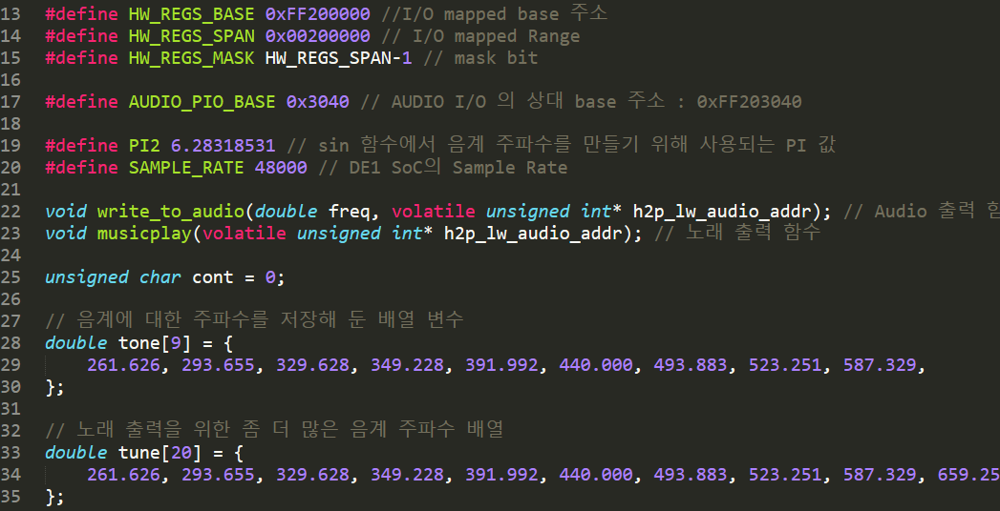 13 #define HW_REGS_BASE 0xFF200000 //I/O mapped base 주소
14 #define HW_REGS_SPAN 0x00200000 // I/O mapped Range
15 #define HW_REGS_MASK HW_REGS_SPAN-1 // mask bit
16
17 #define AUDIO_PIO_BASE 0x3040 // AUDIO I/O 의 상대 base 주소 : 0xFF203040
18
19 #define PI2 6.28318531 // sin 함수에서 음계 주파수를 만들기 위해 사용되는 PI 값
20 #define SAMPLE_RATE 48000 // DE1 SoC의 Sample Rate
21
22 void write_to_audio(double freq, volatile unsigned int* h2p_lw_audio_addr); // Audio 출력 함
23 void musicplay(volatile unsigned int* h2p_lw_audio_addr); // 노래 출력 함수
24
25 unsigned char cont = 0;
26
27 // 음계에 대한 주파수를 저장해 둔 배열 변수
28 double tone[9] = {
29 261.626, 293.655, 329.628, 349.228, 391.992, 440.000, 493.883, 523.251, 587.329,
30 };
31
32 // 노래 출력을 위한 좀 더 많은 음계 주파수 배열
33 double tune[20] = {
34 261.626, 293.655, 329.628, 349.228, 391.992, 440.000, 493.883, 523.251, 587.329, 659.25
35 };